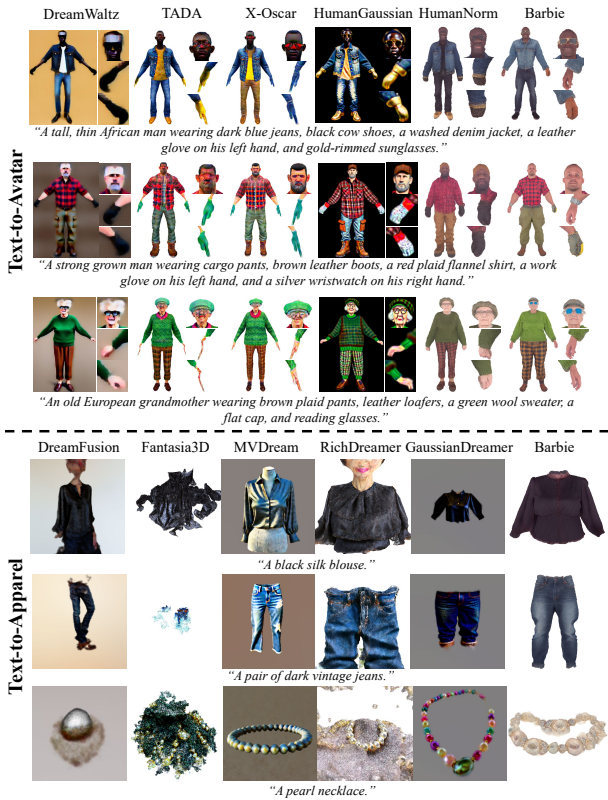 DreamWaltz TADA X-Oscar HumanGaussian HumanNorm Barbie
Text-to-Avatar
“A tall, thin African man wearing dark blue jeans, black cow shoes, a washed denim jacket, a leather
glove on his left hand, and gold-rimmed sunglasses.”
“A strong grown man wearing cargo pants, brown leather boots, a red plaid flannel shirt, a work
glove on his left hand, and a silver wristwatch on his right hand.”
“An old European grandmother wearing brown plaid pants, leather loafers, a green wool sweater, a
flat cap, and reading glasses.”
DreamFusion Fantasia3D MVDream RichDreamer GaussianDreamer Barbie
Text-to-Apparel
“A black silk blouse.”
“A pair of dark vintage jeans.”
“A pearl necklace.”